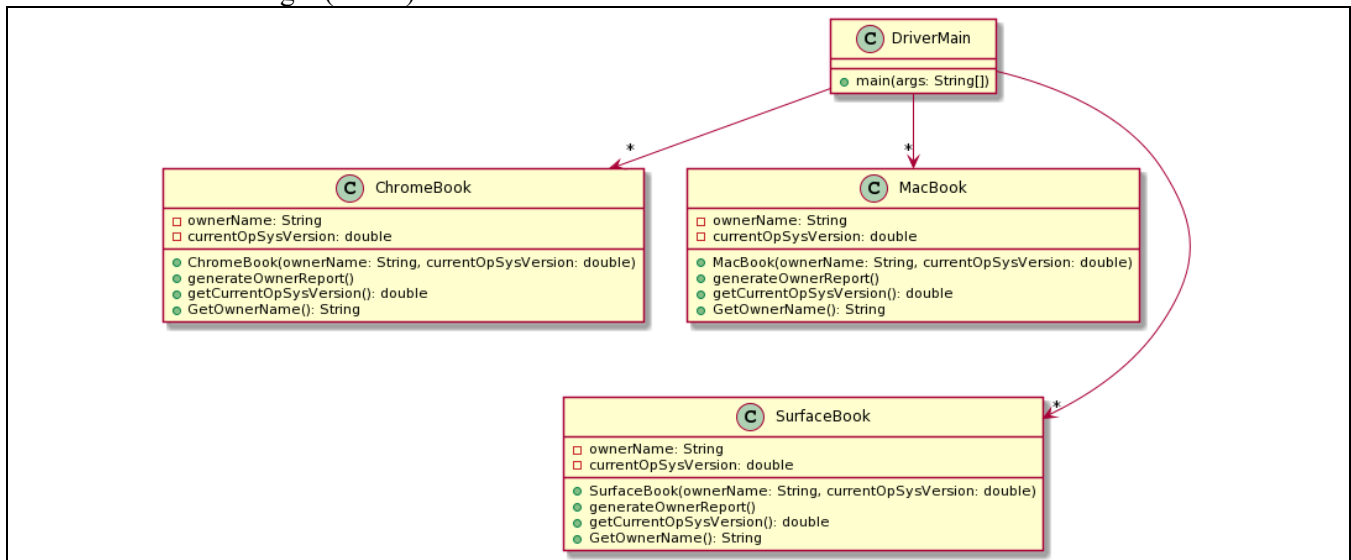 C DriverMain
main(args: String[])
*
*
C ChromeBook
ownerName: String
currentOpSysVersion: double
ChromeBook(ownerName: String, currentOpSysVersion: double)
generateOwnerReport()
getCurrentOpSysVersion(): double
GetOwnerName(): String
C MacBook
ownerName: String
currentOpSysVersion: double
MacBook(ownerName: String, currentOpSysVersion: double)
generateOwnerReport()
getCurrentOpSysVersion(): double
GetOwnerName(): String
*
C SurfaceBook
ownerName: String
currentOpSysVersion: double
SurfaceBook(ownerName: String, currentOpSysVersion: double)
generateOwnerReport()
getCurrentOpSysVersion(): double
GetOwnerName(): String